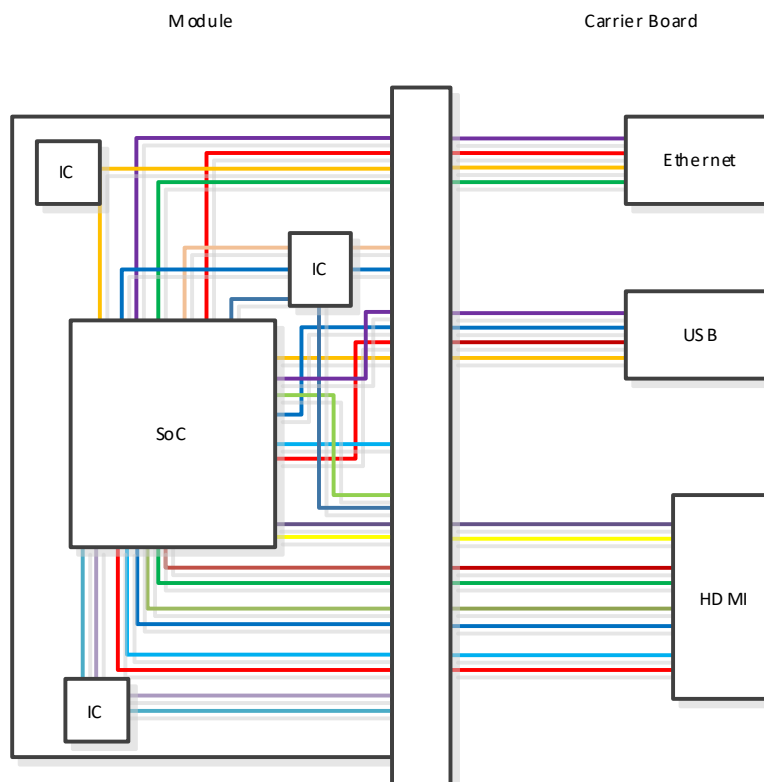 Module
Carrier Board
IC
Ethernet
IC
USB
SoC
HDMI
IC